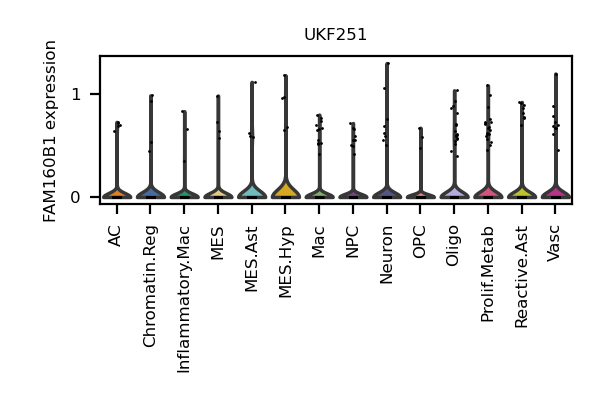 UKF251
FAM160B1 expression
1
0
AC
Chromatin.Reg
Inflammatory.Mac
MES
MES.Ast
MES.Hyp
Mac
NPC
Neuron
OPC
Oligo
Prolif.Metab
Reactive.Ast
Vasc